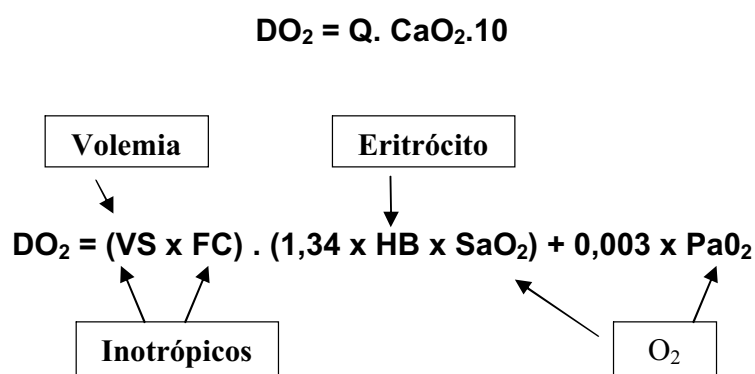 DO₂ = Q. CaO₂.10
Volemia Eritrócito
DO₂ = (VS x FC) . (1,34 x HB x SaO₂) + 0,003 x Pa0₂
Inotrópicos O₂